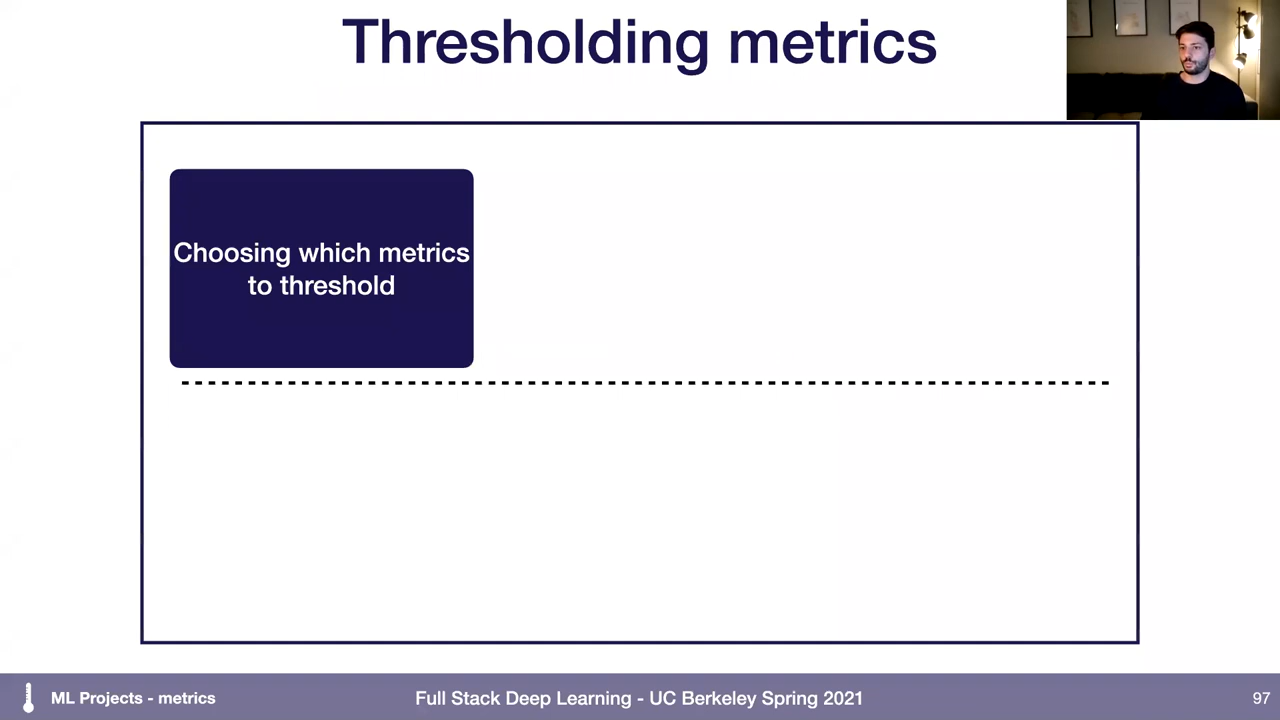 Thresholding metrics
Choosing which metrics
to threshold
ML Projects - metrics
Full Stack Deep Learning - UC Berkeley Spring 2021
97